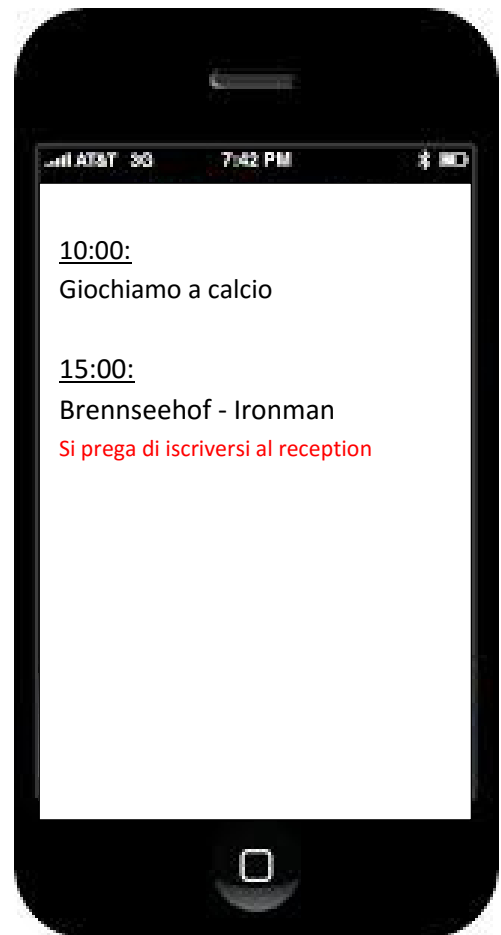 AT&T 3G 7:42 PM
10:00:
Giochiamo a calcio
15:00:
Brennseehof - Ironman
Si prega di iscriversi al reception